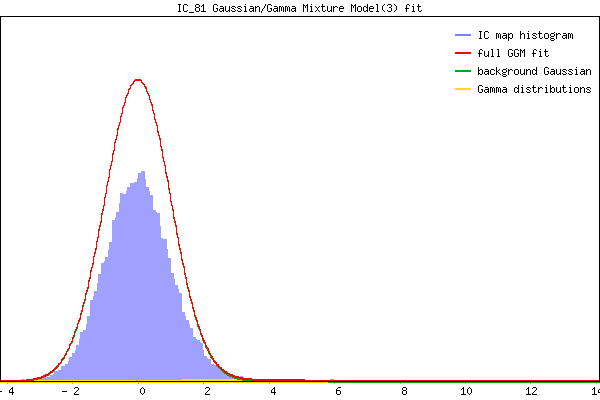 IC_81 Gaussian/Gamma Mixture Model(3) fit
IC map histogram
full GGM fit
background Gaussian
Gamma distributions
-4 -2 0 2 4 6 8 10 12 14